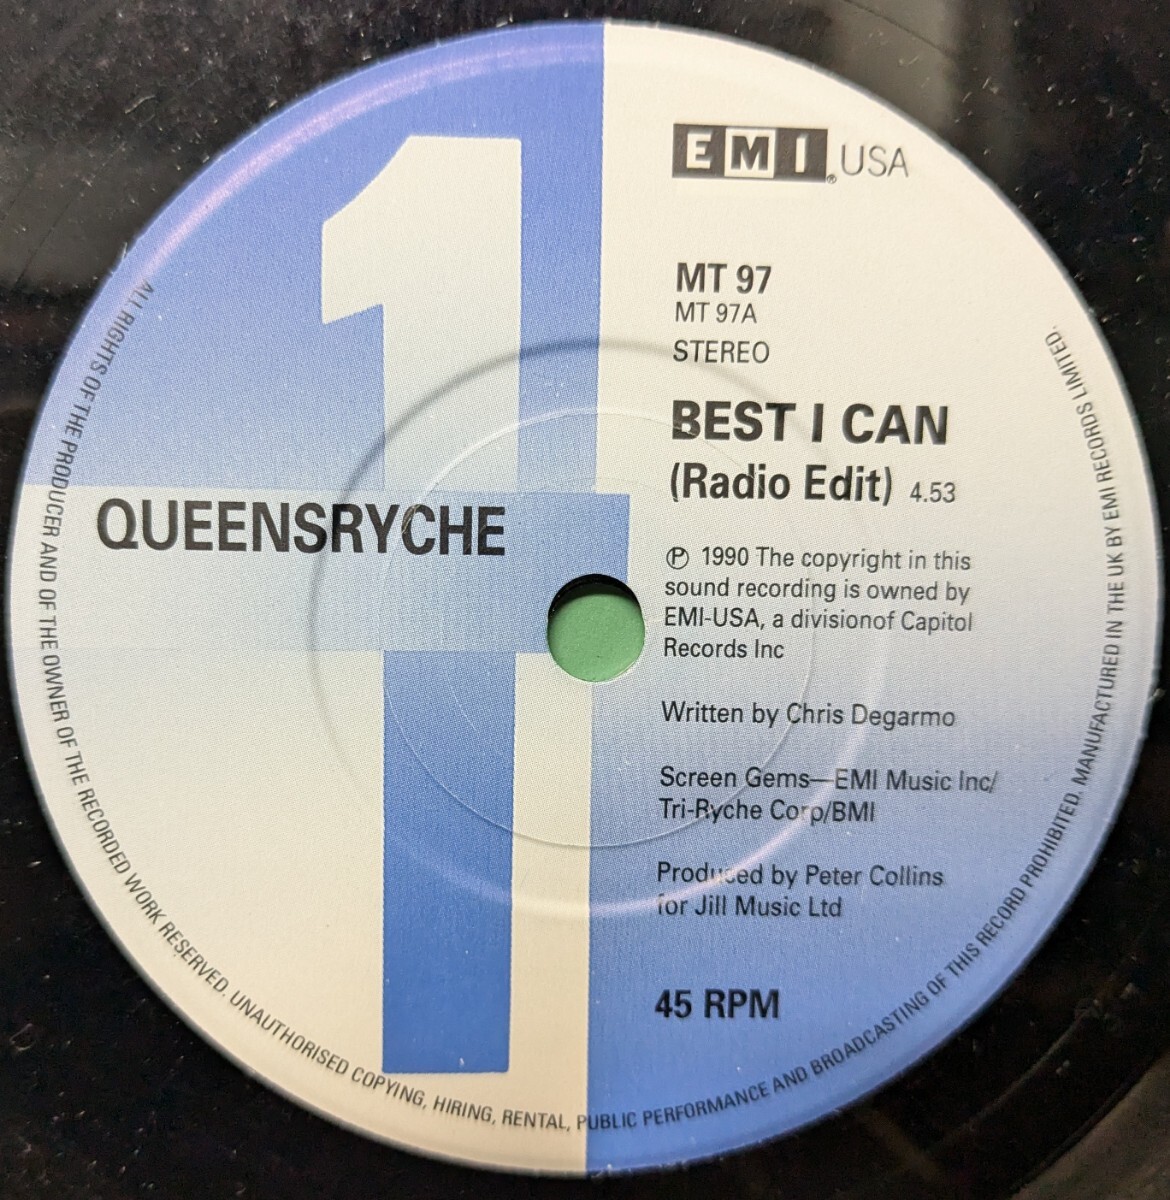 1
EMI® USA
MT 97
MT 97A
STEREO
BEST I CAN
(Radio Edit) 4.53
QUEENSRYCHE
℗ 1990 The copyright in this
sound recording is owned by
EMI-USA, a divisionof Capitol
Records Inc
Written by Chris Degarmo
Screen Gems—EMI Music Inc/
Tri-Ryche Corp/BMI
Produced by Peter Collins
for Jill Music Ltd
45 RPM
ALL RIGHTS OF THE PRODUCER AND OF THE OWNER OF THE RECORDED WORK RESERVED. UNAUTHORISED COPYING, HIRING, RENTAL, PUBLIC PERFORMANCE AND BROADCASTING OF THIS RECORD PROHIBITED. MANUFACTURED IN THE UK BY EMI RECORDS LIMITED.